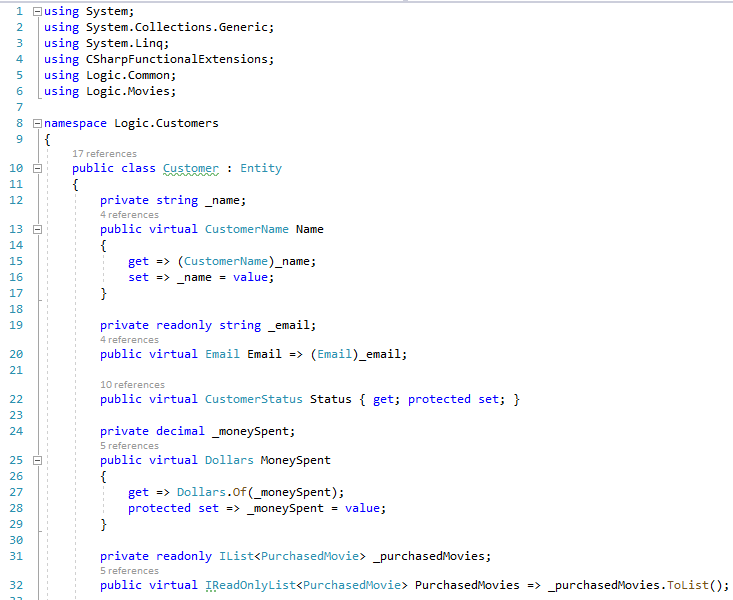 1 using System;
2 using System.Collections.Generic;
3 using System.Linq;
4 using CSharpFunctionalExtensions;
5 using Logic.Common;
6 using Logic.Movies;
7
8 namespace Logic.Customers
9 {
17 references
10 public class Customer : Entity
11 {
12 private string _name;
4 references
13 public virtual CustomerName Name
14 {
15 get => (CustomerName)_name;
16 set => _name = value;
17 }
18
19 private readonly string _email;
4 references
20 public virtual Email Email => (Email)_email;
21
10 references
22 public virtual CustomerStatus Status { get; protected set; }
23
24 private decimal _moneySpent;
5 references
25 public virtual Dollars MoneySpent
26 {
27 get => Dollars.Of(_moneySpent);
28 protected set => _moneySpent = value;
29 }
30
31 private readonly IList<PurchasedMovie> _purchasedMovies;
5 references
32 public virtual IReadOnlyList<PurchasedMovie> PurchasedMovies => _purchasedMovies.ToList();